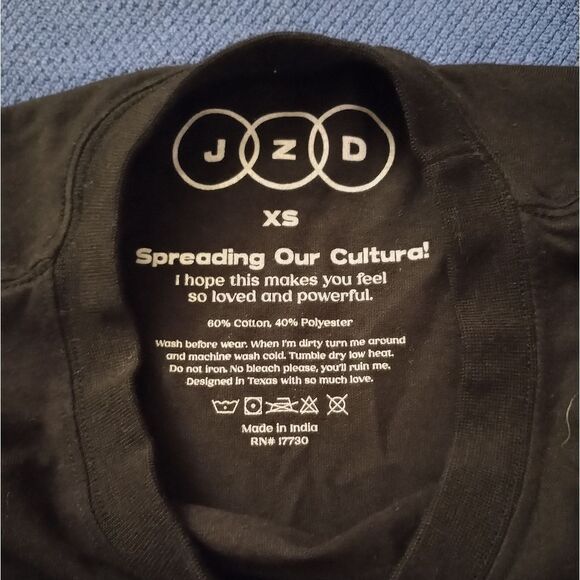 JZD
XS
Spreading Our Cultura!
I hope this makes you feel
so loved and powerful.
60% Cotton, 40% Polyester
Wash before wear. When I'm dirty turn me around
and machine wash cold. Tumble dry low heat.
Do not iron. No bleach please, you'll ruin me.
Designed in Texas with so much love.
Made in India
RN# 17730